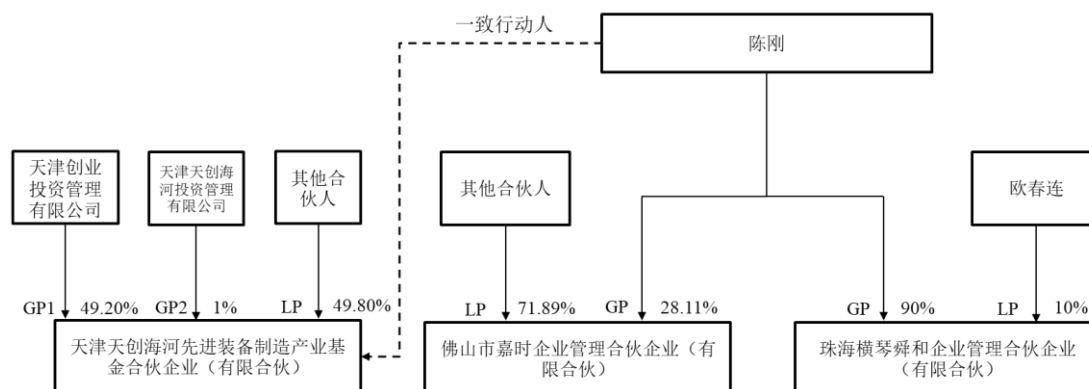 一致行动人
陈刚
天津创业
投资管理
有限公司
天津天创海
河投资管理
有限公司
其他合
伙人
其他合伙人
欧春连
GP1 49.20% GP2 1% LP 49.80%
LP 71.89% GP 28.11%
GP 90% LP 10%
天津天创海河先进装备制造产业基
金合伙企业（有限合伙）
佛山市嘉时企业管理合伙企业（有
限合伙）
珠海横琴舜和企业管理合伙企业
（有限合伙）